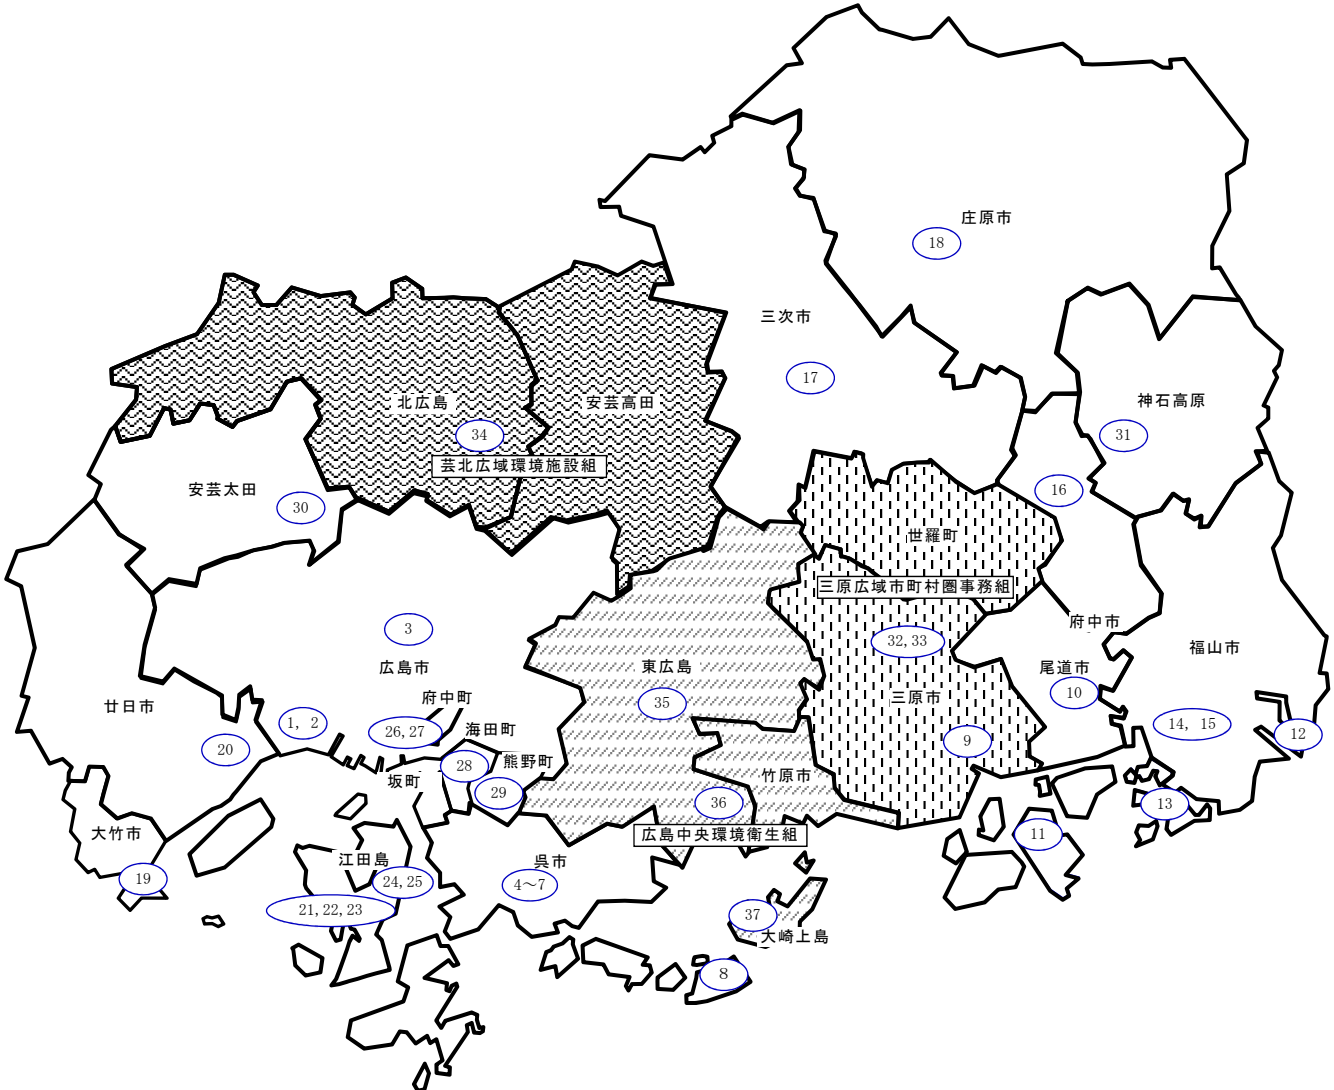 庄原市
18
三次市
17
北広島
安芸高田
34
芸北広域環境施設組
神石高原
31
安芸太田
30
16
世羅町
三原広域市町村圏事務組
32, 33
府中市
福山市
3
広島市
東広島
35
尾道市
10
三原市
廿日市
府中町
1, 2
26, 27
海田町
14, 15
12
20
9
28
熊野町
坂町
29
竹原市
36
13
大竹市
広島中央環境衛生組
11
江田島
呉市
19
24, 25
4～7
21, 22, 23
37
大崎上島
8